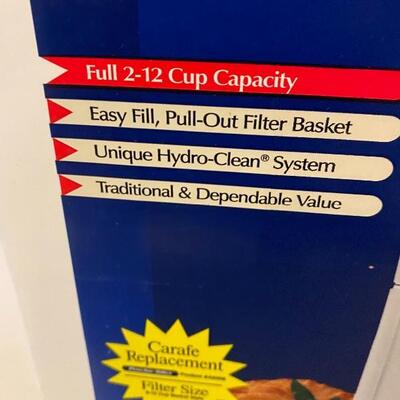 Full 2-12 Cup Capacity
Easy Fill, Pull-Out Filter Basket
Unique Hydro-Clean® System
Traditional & Dependable Value
Carafe
Replacement
Filter Size